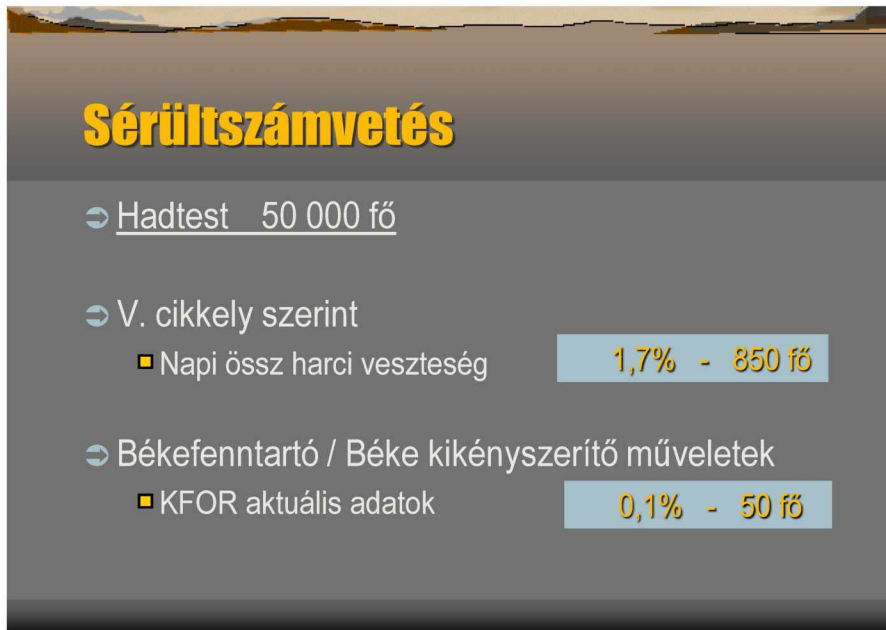 Sérültszámvetés
Hadtest 50 000 fő
V. cikkely szerint
Napi össz harci veszteség 1,7% - 850 fő
Békefenntartó / Béke kikényszerítő műveletek
KFOR aktuális adatok 0,1% - 50 fő